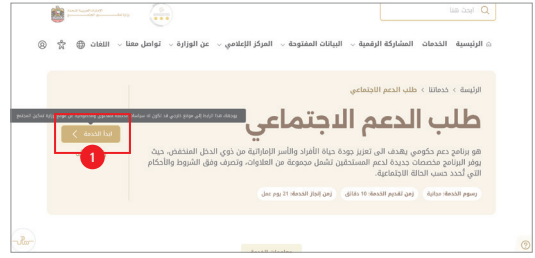 ابحث هنا
الرئيسية الخدمات المشاركة الرقمية البيانات المفتوحة المركز الإعلامي عن الوزارة تواصل معنا اللغات
الرئيسية > خدماتنا > طلب الدعم الاجتماعي
طلب الدعم الاجتماعي
ابدأ الخدمة
1
هو برنامج دعم حكومي يهدف الى تعزيز جودة حياة الأفراد والأسر الإماراتية من ذوي الدخل المنخفض، حيث
يوفر البرنامج مخصصات جديدة لدعم المستحقين تشمل مجموعة من العلاوات، وتصرف وفق الشروط والأحكام
التي تُحدد حسب الحالة الاجتماعية.
رسوم الخدمة: مجانية زمن تقديم الخدمة: 10 دقائق زمن إنجاز الخدمة: 21 يوم عمل